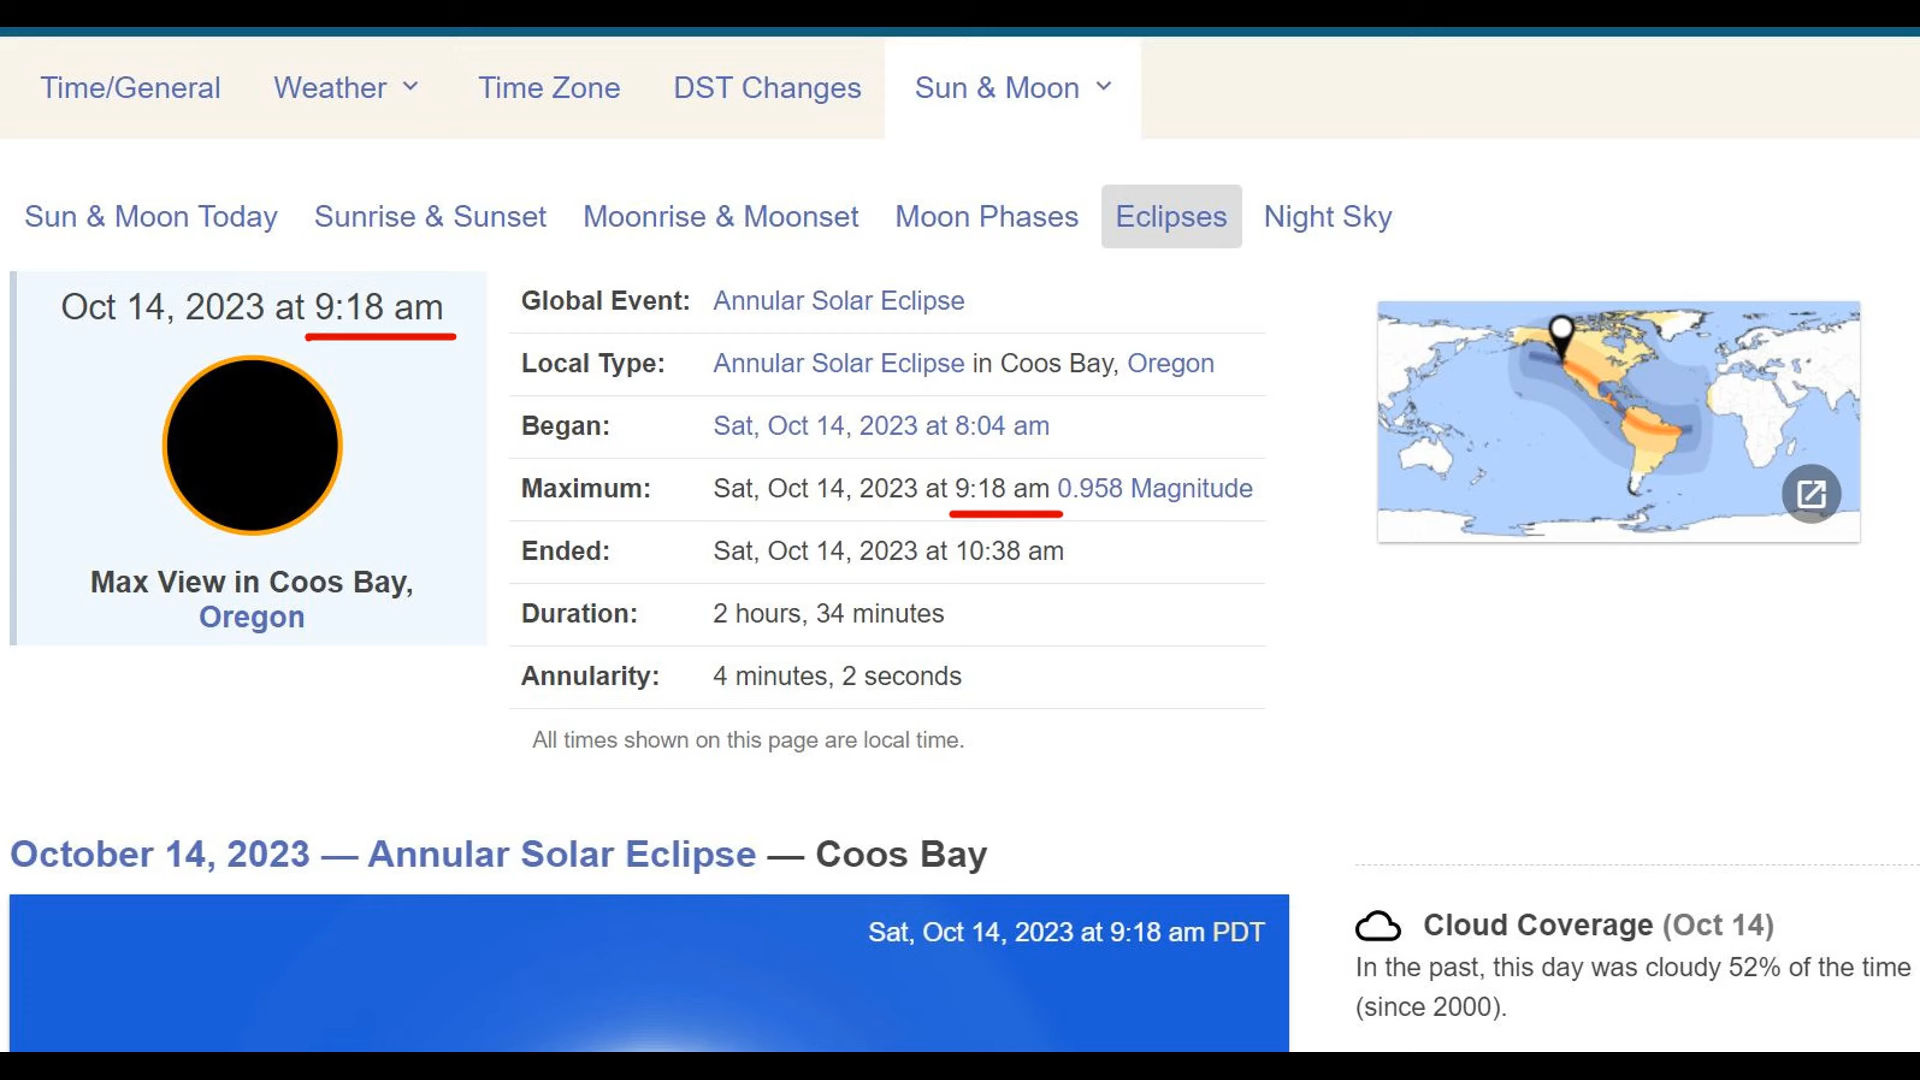 Time/General Weather Time Zone DST Changes Sun & Moon
Sun & Moon Today Sunrise & Sunset Moonrise & Moonset Moon Phases Eclipses Night Sky
Oct 14, 2023 at 9:18 am
Max View in Coos Bay,
Oregon
Global Event: Annular Solar Eclipse
Local Type: Annular Solar Eclipse in Coos Bay, Oregon
Began: Sat, Oct 14, 2023 at 8:04 am
Maximum: Sat, Oct 14, 2023 at 9:18 am 0.958 Magnitude
Ended: Sat, Oct 14, 2023 at 10:38 am
Duration: 2 hours, 34 minutes
Annularity: 4 minutes, 2 seconds
All times shown on this page are local time.
October 14, 2023 — Annular Solar Eclipse — Coos Bay
Sat, Oct 14, 2023 at 9:18 am PDT
Cloud Coverage (Oct 14)
In the past, this day was cloudy 52% of the time
(since 2000).